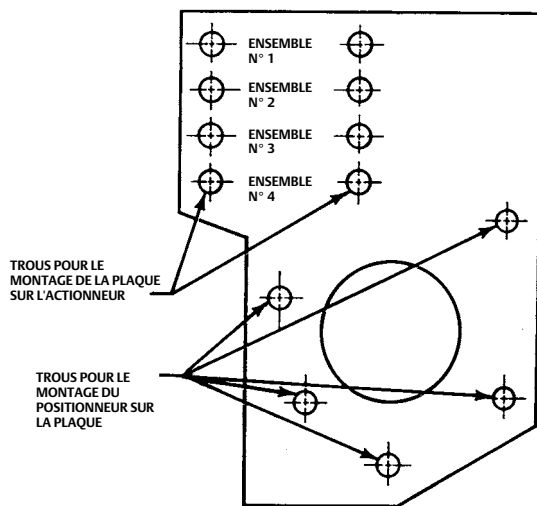 ENSEMBLE
N° 1
ENSEMBLE
N° 2
ENSEMBLE
N° 3
ENSEMBLE
N° 4
TROUS POUR LE
MONTAGE DE LA PLAQUE
SUR L'ACTIONNEUR
TROUS POUR LE
MONTAGE DU
POSITIONNEUR SUR
LA PLAQUE